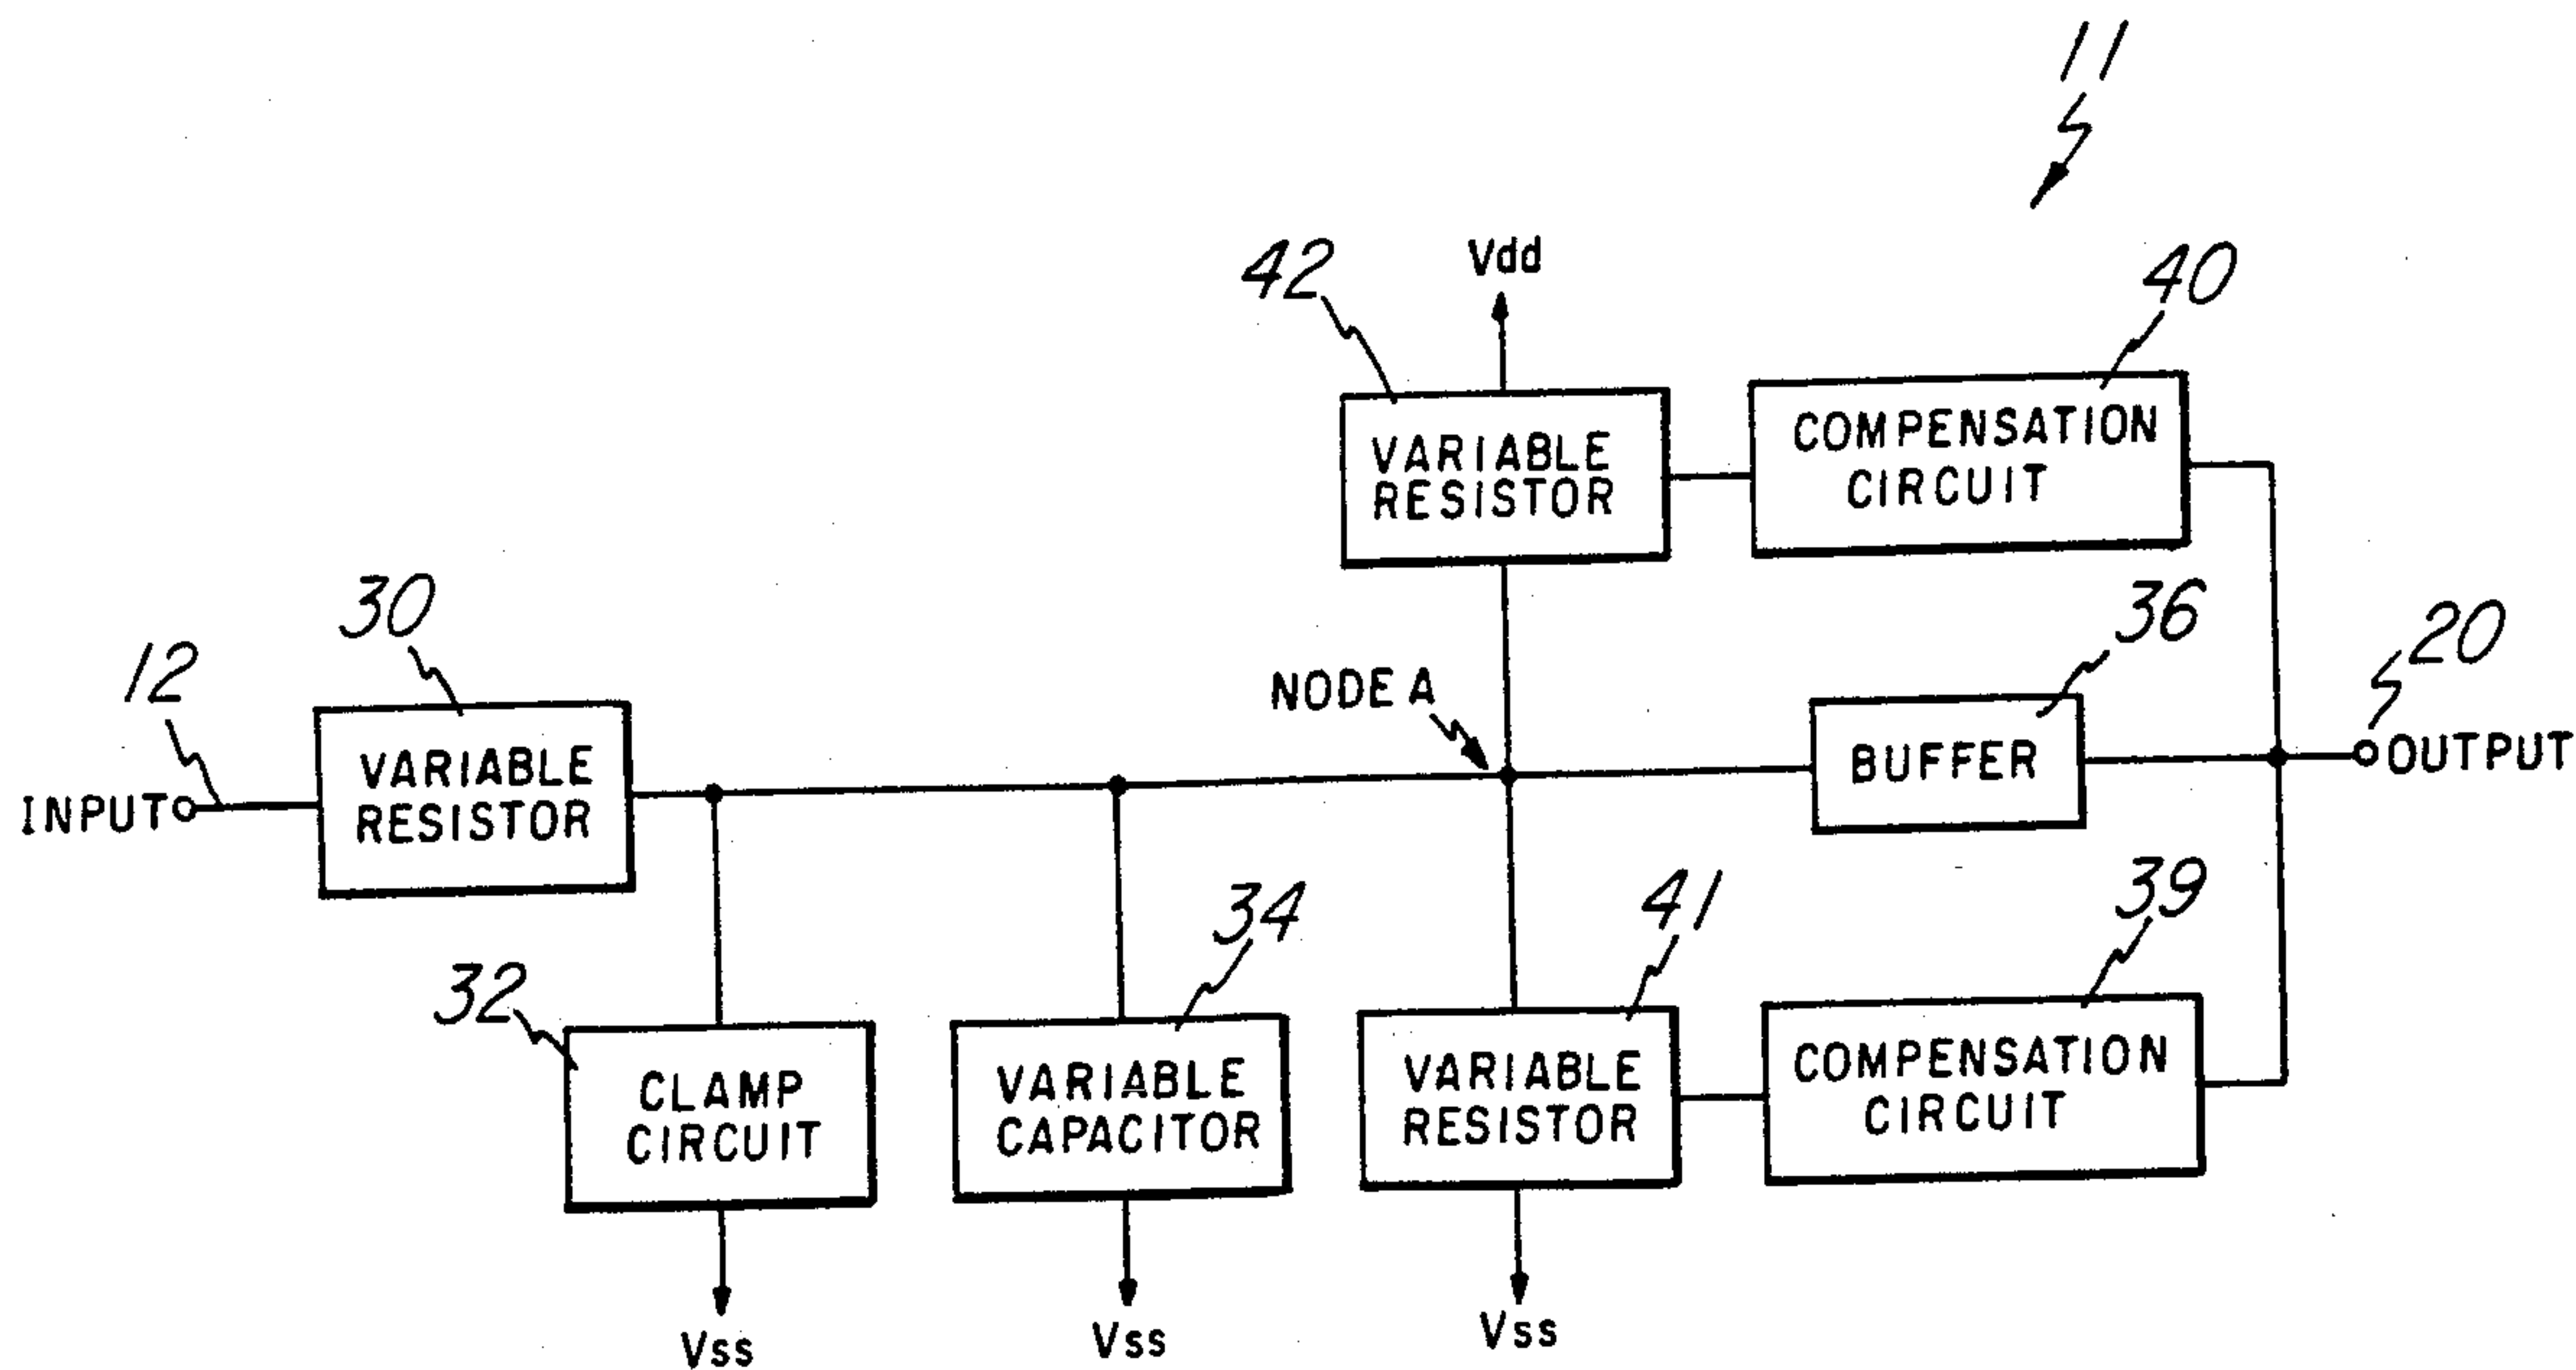 11
Vdd
42
40
VARIABLE
RESISTOR
COMPENSATION
CIRCUIT
30
36
20
12
NODE A
INPUT
VARIABLE
RESISTOR
BUFFER
OUTPUT
32
34
41
39
CLAMP
CIRCUIT
VARIABLE
CAPACITOR
VARIABLE
RESISTOR
COMPENSATION
CIRCUIT
Vss
Vss
Vss